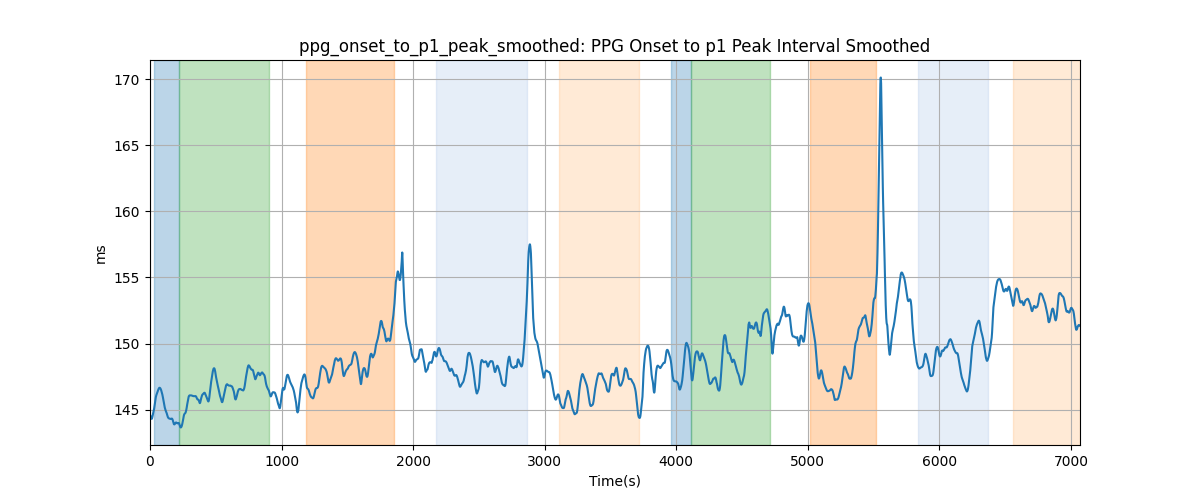 ppg_onset_to_p1_peak_smoothed: PPG Onset to p1 Peak Interval Smoothed
170
165
160
155
150
145
ms
0 1000 2000 3000 4000 5000 6000 7000
Time(s)